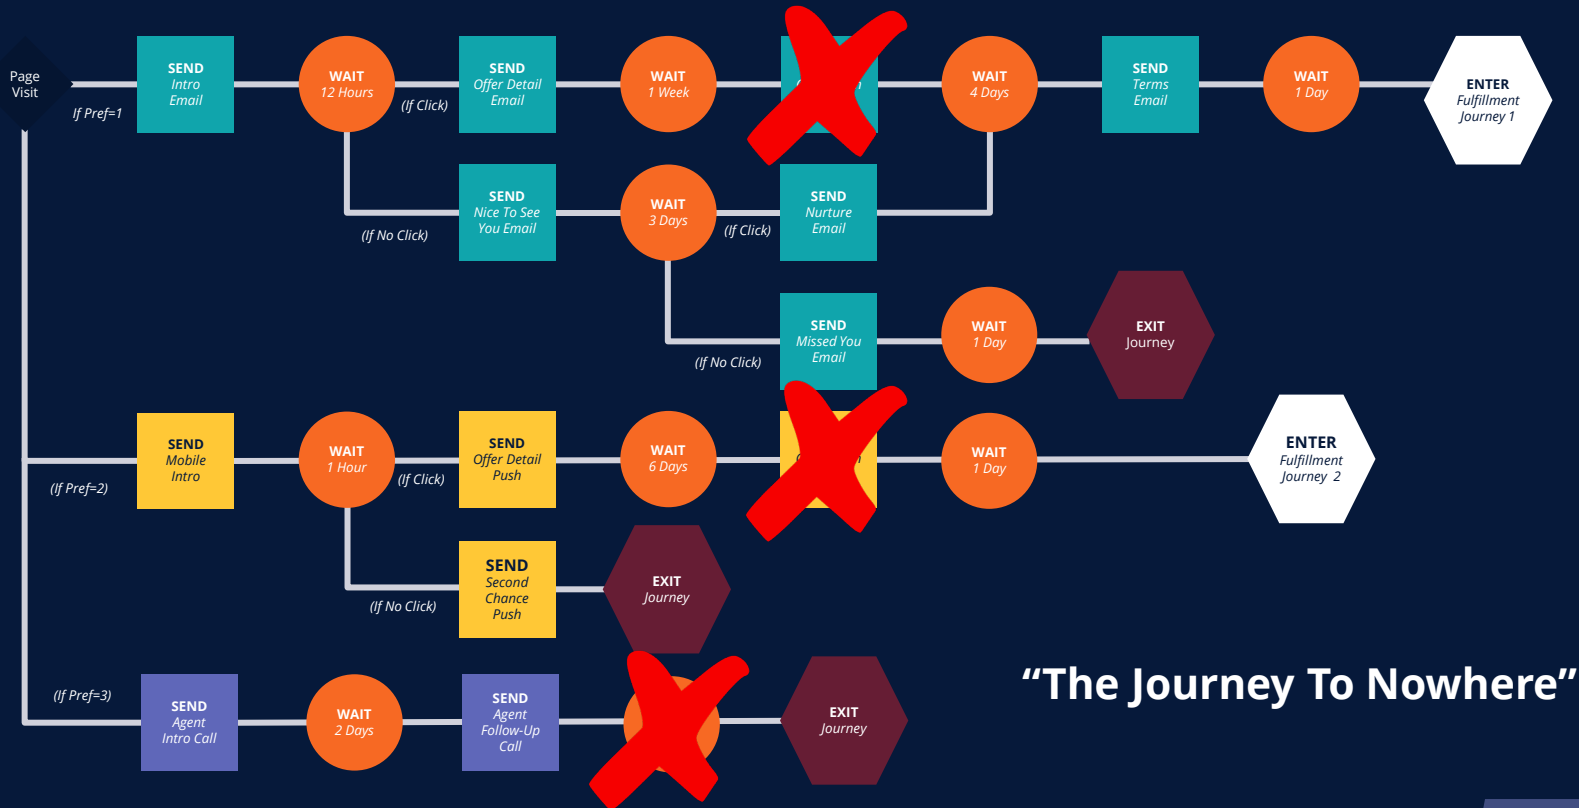 Page
Visit
If Pref=1
SEND
Intro
Email
WAIT
12 Hours
(If Click)
SEND
Offer Detail
Email
WAIT
1 Week
WAIT
4 Days
SEND
Terms
Email
WAIT
1 Day
ENTER
Fulfillment
Journey 1
(If No Click)
SEND
Nice To See
You Email
WAIT
3 Days
(If Click)
SEND
Nurture
Email
(If No Click)
SEND
Missed You
Email
WAIT
1 Day
EXIT
Journey
(If Pref=2)
SEND
Mobile
Intro
WAIT
1 Hour
(If Click)
SEND
Offer Detail
Push
WAIT
6 Days
WAIT
1 Day
ENTER
Fulfillment
Journey 2
(If No Click)
SEND
Second
Chance
Push
EXIT
Journey
(If Pref=3)
SEND
Agent
Intro Call
WAIT
2 Days
SEND
Agent
Follow-Up
Call
EXIT
Journey
“The Journey To Nowhere”